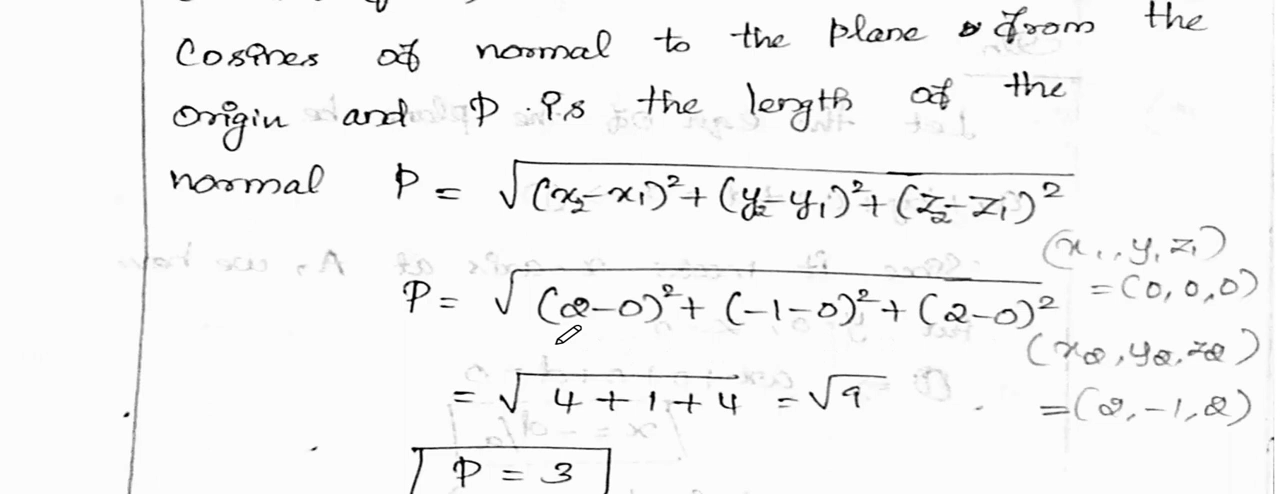 Cosines of normal to the plane from the
origin and p is the length of the
normal p = √(x₂-x₁)²+(y₂-y₁)²+(z₂-z₁)²
(x₁, y₁ z₁)
p = √(2-0)²+(-1-0)²+(2-0)² = (0,0,0)
(x₂, y₂, z₂)
= √4+1+4 = √9 =(2,-1,2)
p = 3